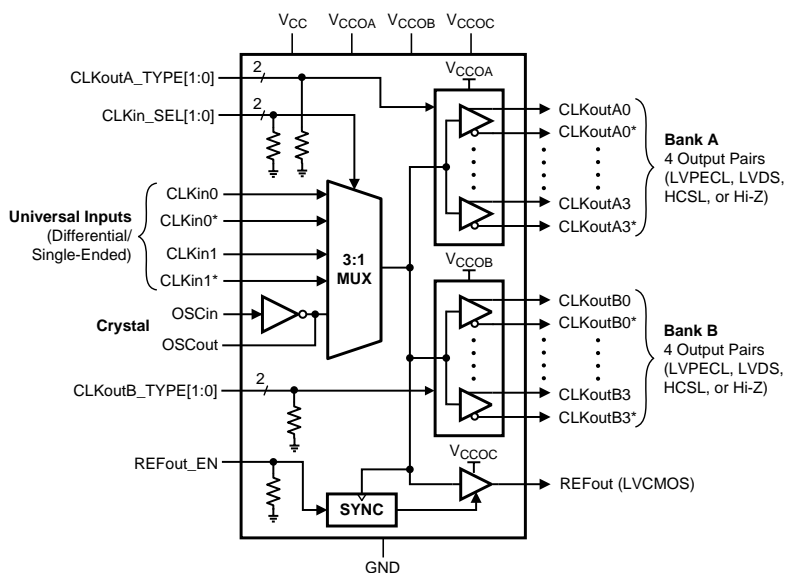 VCC VCCOA VCCOB VCCOC
CLKoutA_TYPE[1:0]
2
CLKin_SEL[1:0]
2
VCCOA
CLKoutA0
CLKoutA0*
CLKoutA3
CLKoutA3*
Bank A
4 Output Pairs
(LVPECL, LVDS,
HCSL, or Hi-Z)
Universal Inputs
(Differential/
Single-Ended)
CLKin0
CLKin0*
CLKin1
CLKin1*
3:1
MUX
Crystal
OSCin
OSCout
VCCOB
CLKoutB0
CLKoutB0*
CLKoutB3
CLKoutB3*
Bank B
4 Output Pairs
(LVPECL, LVDS,
HCSL, or Hi-Z)
CLKoutB_TYPE[1:0]
2
REFout_EN
SYNC
VCCOC
REFout (LVCMOS)
GND